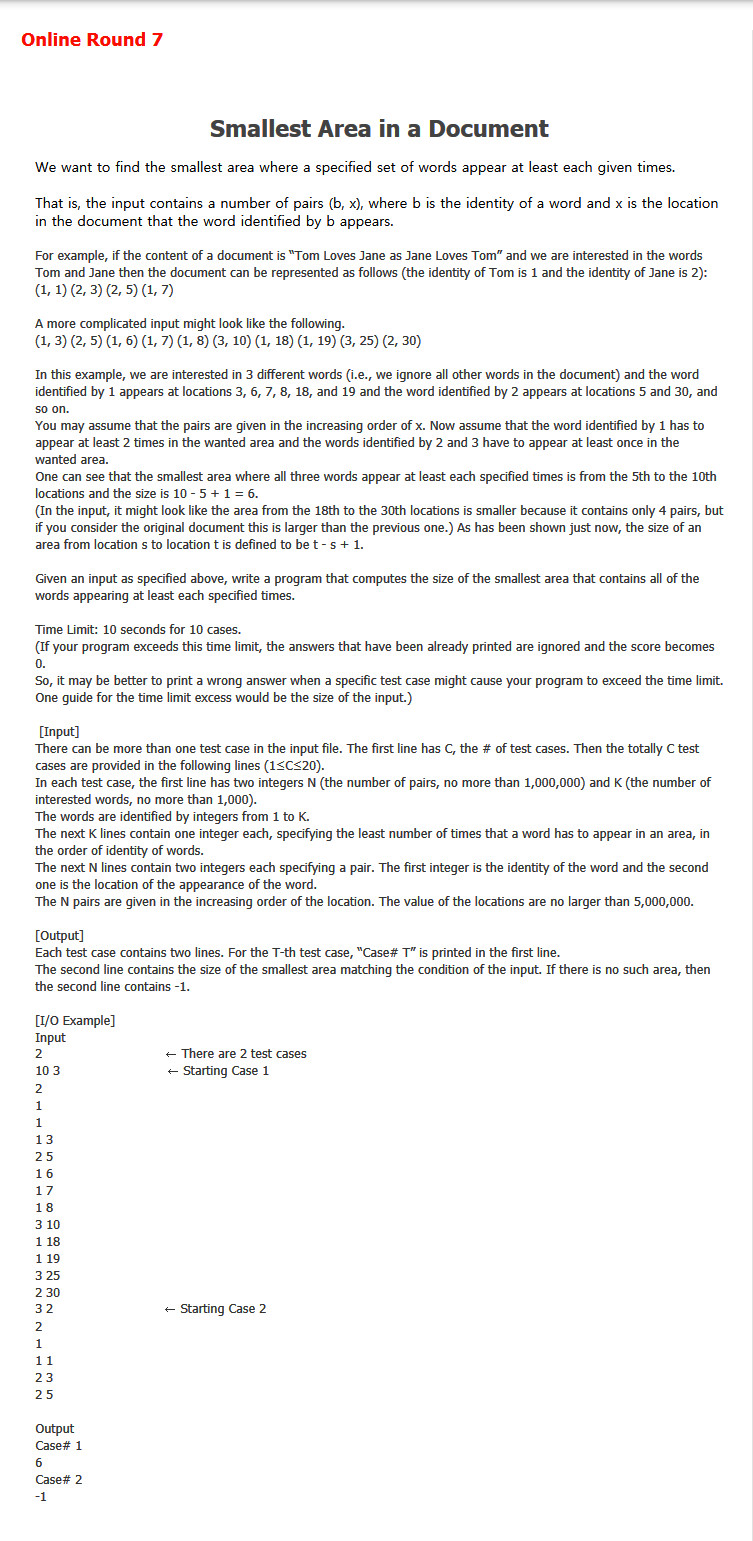 Online Round 7
Smallest Area in a Document
We want to find the smallest area where a specified set of words appear at least each given times.
That is, the input contains a number of pairs (b, x), where b is the identity of a word and x is the location
in the document that the word identified by b appears.
For example, if the content of a document is "Tom Loves Jane as Jane Loves Tom" and we are interested in the words
Tom and Jane then the document can be represented as follows (the identity of Tom is 1 and the identity of Jane is 2):
(1, 1) (2, 3) (2, 5) (1, 7)
A more complicated input might look like the following.
(1, 3) (2, 5) (1, 6) (1, 7) (1, 8) (3, 10) (1, 18) (1, 19) (3, 25) (2, 30)
In this example, we are interested in 3 different words (i.e., we ignore all other words in the document) and the word
identified by 1 appears at locations 3, 6, 7, 8, 18, and 19 and the word identified by 2 appears at locations 5 and 30, and
so on.
You may assume that the pairs are given in the increasing order of x. Now assume that the word identified by 1 has to
appear at least 2 times in the wanted area and the words identified by 2 and 3 have to appear at least once in the
wanted area.
One can see that the smallest area where all three words appear at least each specified times is from the 5th to the 10th
locations and the size is 10 - 5 + 1 = 6.
(In the input, it might look like the area from the 18th to the 30th locations is smaller because it contains only 4 pairs, but
if you consider the original document this is larger than the previous one.) As has been shown just now, the size of an
area from location s to location t is defined to be t - s + 1.
Given an input as specified above, write a program that computes the size of the smallest area that contains all of the
words appearing at least each specified times.
Time Limit: 10 seconds for 10 cases.
(If your program exceeds this time limit, the answers that have been already printed are ignored and the score becomes
0.
So, it may be better to print a wrong answer when a specific test case might cause your program to exceed the time limit.
One guide for the time limit excess would be the size of the input.)
[Input]
There can be more than one test case in the input file. The first line has C, the # of test cases. Then the totally C test
cases are provided in the following lines (1≤C≤20).
In each test case, the first line has two integers N (the number of pairs, no more than 1,000,000) and K (the number of
interested words, no more than 1,000).
The words are identified by integers from 1 to K.
The next K lines contain one integer each, specifying the least number of times that a word has to appear in an area, in
the order of identity of words.
The next N lines contain two integers each specifying a pair. The first integer is the identity of the word and the second
one is the location of the appearance of the word.
The N pairs are given in the increasing order of the location. The value of the locations are no larger than 5,000,000.
[Output]
Each test case contains two lines. For the T-th test case, "Case# T" is printed in the first line.
The second line contains the size of the smallest area matching the condition of the input. If there is no such area, then
the second line contains -1.
[I/O Example]
Input
2 ← There are 2 test cases
10 3 ← Starting Case 1
2
1
1
1 3
2 5
1 6
1 7
1 8
3 10
1 18
1 19
3 25
2 30
3 2 ← Starting Case 2
2
1
1 1
2 3
2 5
Output
Case# 1
6
Case# 2
-1